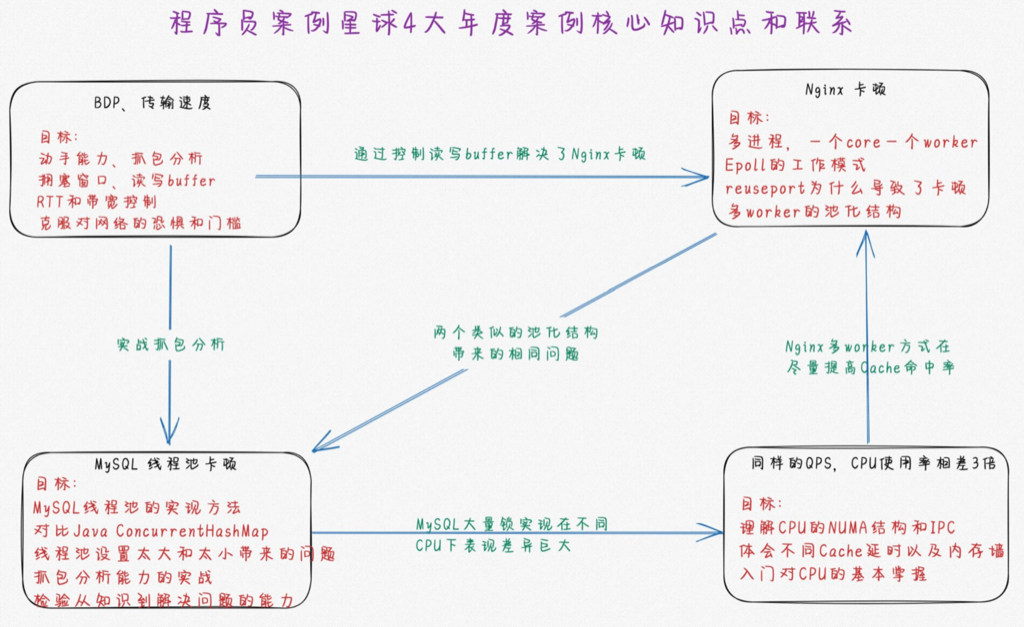 程序员案例星球4大年度案例核心知识点和联系
BDP、传输速度
目标:
动手能力、抓包分析
拥塞窗口、读写buffer
RTT和带宽控制
克服对网络的恐惧和门槛
通过控制读写buffer解决了Nginx卡顿
Nginx 卡顿
目标:
多进程，一个core一个worker
Epoll的工作模式
reuseport为什么导致了卡顿
多worker的池化结构
实战抓包分析
两个类似的池化结构
带来的相同问题
Nginx多worker方式在
尽量提高Cache命中率
MySQL 线程池卡顿
目标:
MySQL线程池的实现方法
对比Java ConcurrentHashMap
线程池设置太大和太小带来的问题
抓包分析能力的实战
检验从知识到解决问题的能力
MySQL大量锁实现在不同
CPU下表现差异巨大
同样的QPS，CPU使用率相差3倍
目标:
理解CPU的NUMA结构和IPC
体会不同Cache延时以及内存墙
入门对CPU的基本掌握